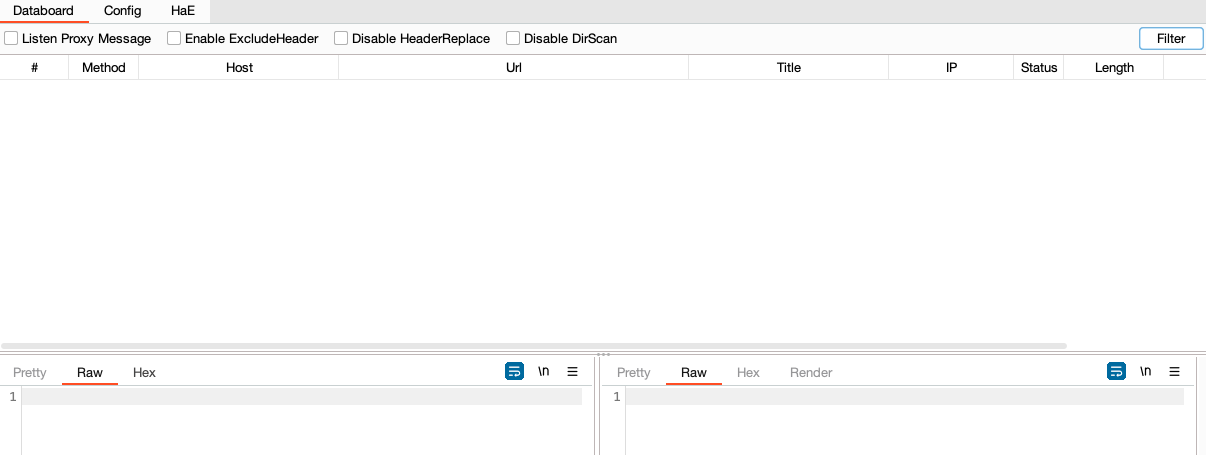 Databoard Config HaE
Listen Proxy Message Enable ExcludeHeader Disable HeaderReplace Disable DirScan Filter
# Method Host Url Title IP Status Length
Pretty Raw Hex \n Pretty Raw Hex Render \n
1 1